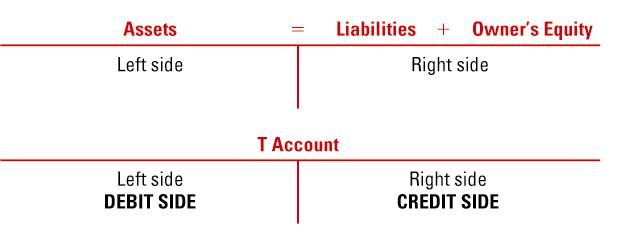 Assets = Liabilities + Owner's Equity
Left side Right side
T Account
Left side Right side
DEBIT SIDE CREDIT SIDE